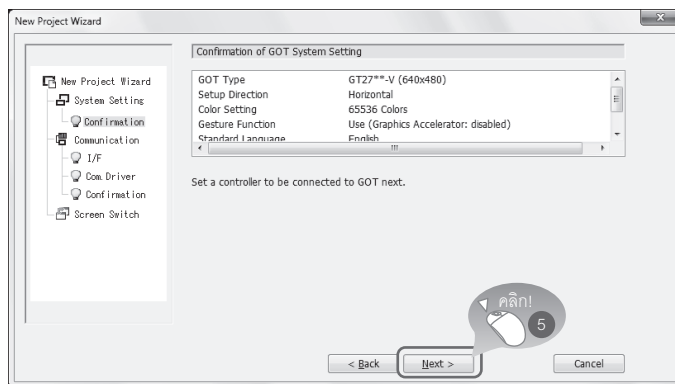 New Project Wizard
Confirmation of GOT System Setting
New Project Wizard
System Setting
Confirmation
Communication
I/F
Com. Driver
Confirmation
Screen Switch
GOT Type GT27**-V (640x480)
Setup Direction Horizontal
Color Setting 65536 Colors
Gesture Function Use (Graphics Accelerator: disabled)
Standard Language English
Set a controller to be connected to GOT next.
คลิก!
5
< Back
Next >
Cancel